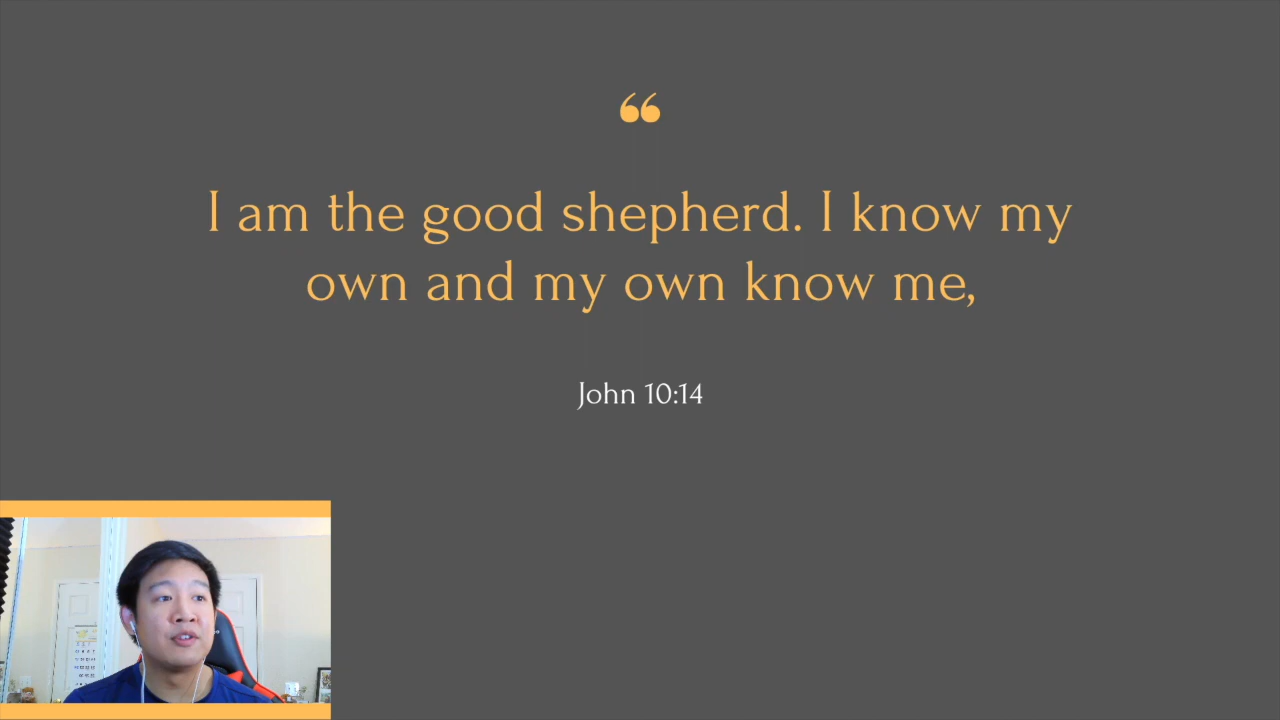 “
I am the good shepherd. I know my
own and my own know me,
John 10:14